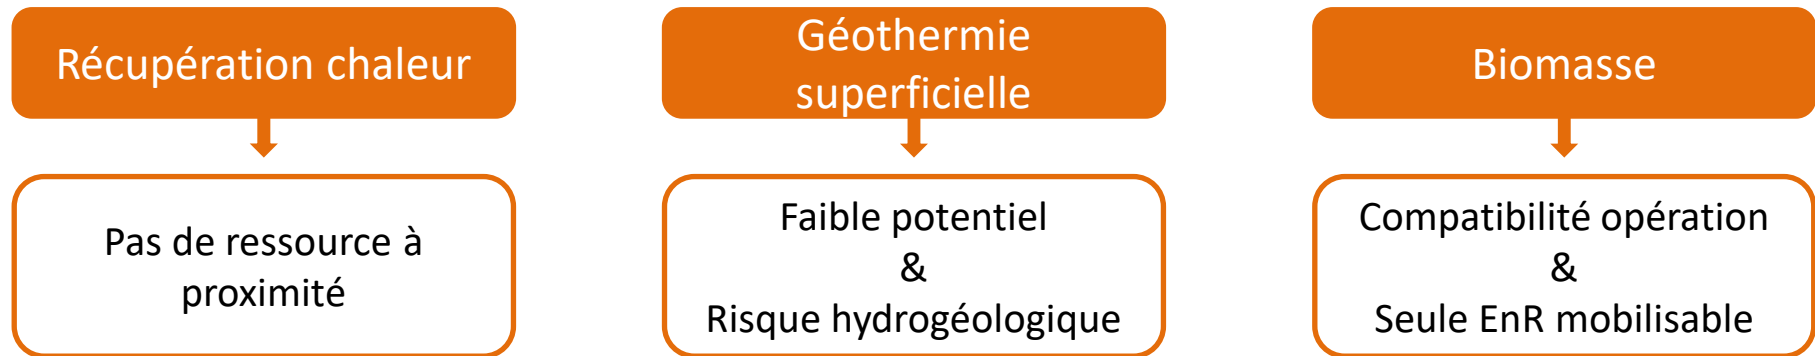 Récupération chaleur
Pas de ressource à
proximité
Géothermie
superficielle
Faible potentiel
&
Risque hydrogéologique
Biomasse
Compatibilité opération
&
Seule EnR mobilisable